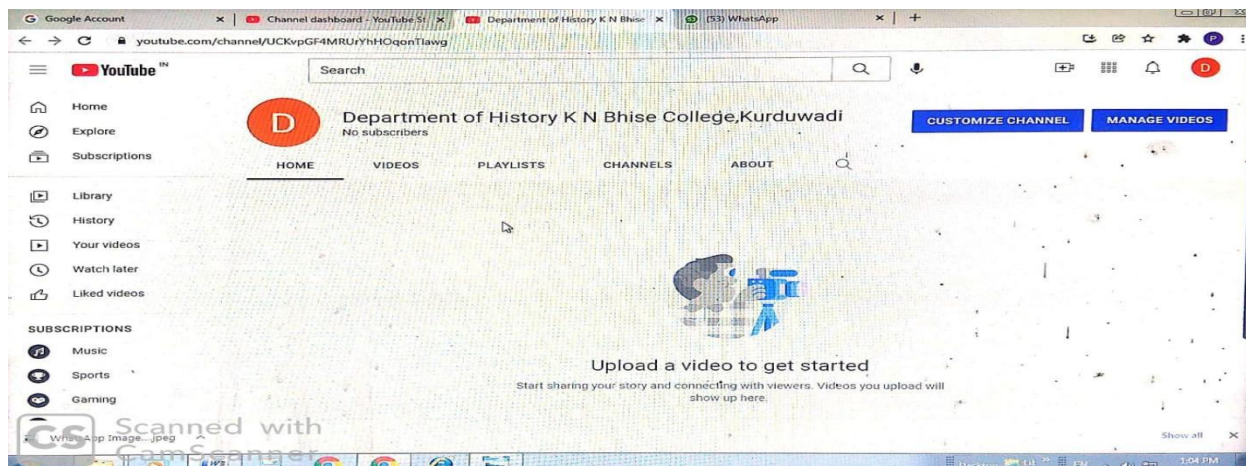 Google Account
Channel dashboard - YouTube St
Department of History K N Bhise
(53) WhatsApp
youtube.com/channel/UCKvpGF4MRUrYhHOqonTlawg
P
YouTube IN
Search
D
Home
Explore
Subscriptions
Library
History
Your videos
Watch later
Liked videos
SUBSCRIPTIONS
Music
Sports
Gaming
D
Department of History K N Bhise College,Kurduwadi
No subscribers
CUSTOMIZE CHANNEL MANAGE VIDEOS
HOME VIDEOS PLAYLISTS CHANNELS ABOUT
Upload a video to get started
Start sharing your story and connecting with viewers. Videos you upload will
show up here.
CS Scanned with
CamScanner
WhatsApp Image....jpeg
Show all
EN 1:04 PM